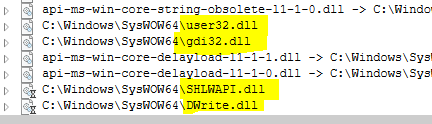 api-ms-win-core-string-obsolete-l1-1-0.dll -> C:\Window
C:\Windows\SysWOW64\user32.dll
C:\Windows\SysWOW64\gdi32.dll
api-ms-win-core-delayload-l1-1-1.dll -> C:\Windows\Sys
api-ms-win-core-delayload-l1-1-0.dll -> C:\Windows\Sys
C:\Windows\SysWOW64\SHLWAPI.dll
C:\Windows\SysWOW64\DWrite.dll